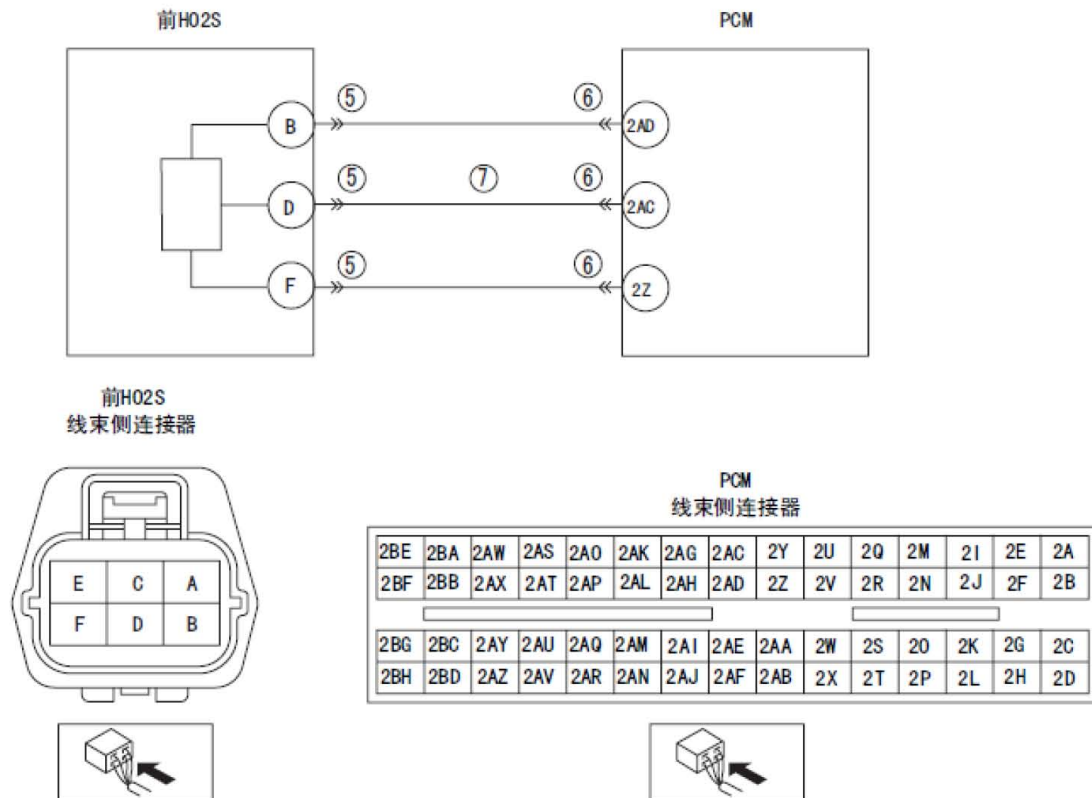 前HO2S
PCM
⑤ ⑥
B 2AD
⑤ ⑦ ⑥
D 2AC
⑤ ⑥
F 2Z
前HO2S
线束侧连接器
E C A
F D B
PCM
线束侧连接器
2BE 2BA 2AW 2AS 2AO 2AK 2AG 2AC 2Y 2U 2Q 2M 2I 2E 2A
2BF 2BB 2AX 2AT 2AP 2AL 2AH 2AD 2Z 2V 2R 2N 2J 2F 2B
2BG 2BC 2AY 2AU 2AQ 2AM 2AI 2AE 2AA 2W 2S 2O 2K 2G 2C
2BH 2BD 2AZ 2AV 2AR 2AN 2AJ 2AF 2AB 2X 2T 2P 2L 2H 2D